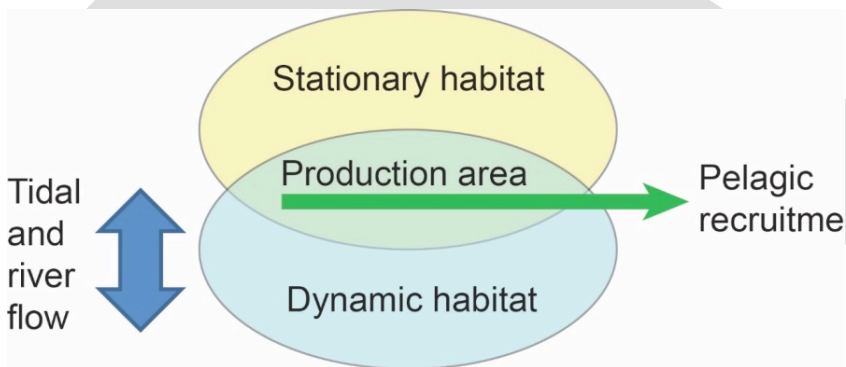 Stationary habitat
Production area
Tidal
and
river
flow
Pelagic
recruitme
Dynamic habitat